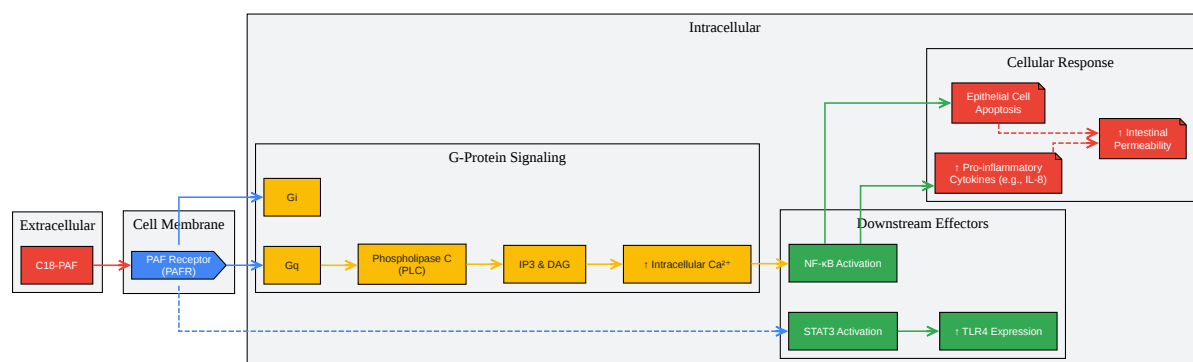 Intracellular
Cellular Response
Epithelial Cell
Apoptosis
↑ Intestinal
Permeability
G-Protein Signaling
↑ Pro-inflammatory
Cytokines (e.g., IL-8)
Gi
Extracellular
Cell Membrane
Downstream Effectors
C18-PAF
PAF Receptor
(PAFR)
Gq
Phospholipase C
(PLC)
IP3 & DAG
↑ Intracellular Ca²⁺
NF-κB Activation
STAT3 Activation
↑ TLR4 Expression